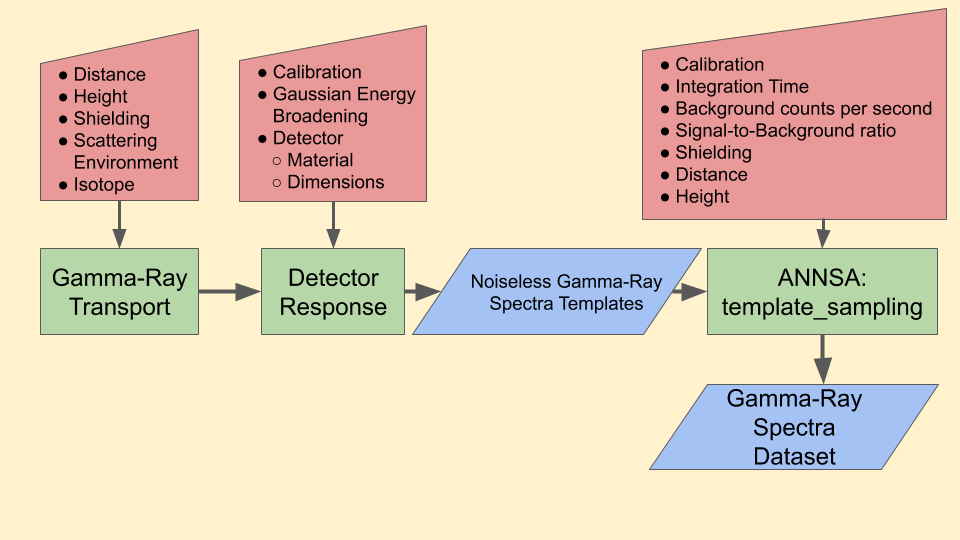 ● Distance
● Height
● Shielding
● Scattering
Environment
● Isotope
● Calibration
● Gaussian Energy
Broadening
● Detector
○ Material
○ Dimensions
● Calibration
● Integration Time
● Background counts per second
● Signal-to-Background ratio
● Shielding
● Distance
● Height
Gamma-Ray
Transport
Detector
Response
Noiseless Gamma-Ray
Spectra Templates
ANNSA:
template_sampling
Gamma-Ray
Spectra
Dataset